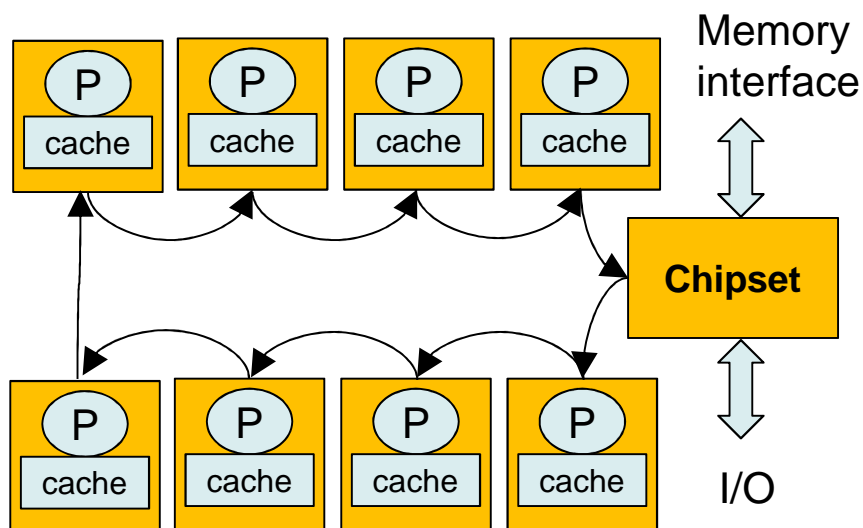 P
cache
P
cache
P
cache
P
cache
Memory
interface
Chipset
P
cache
P
cache
P
cache
P
cache
I/O